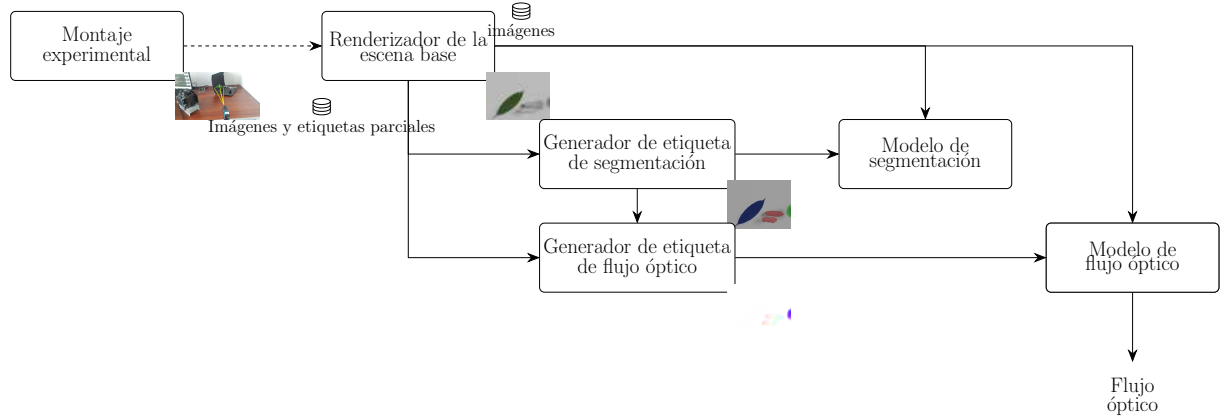 Montaje
experimental
Renderizador de la
escena base
imágenes
Imágenes y etiquetas parciales
Generador de etiqueta
de segmentación
Modelo de
segmentación
Generador de etiqueta
de flujo óptico
Modelo de
flujo óptico
Flujo
óptico